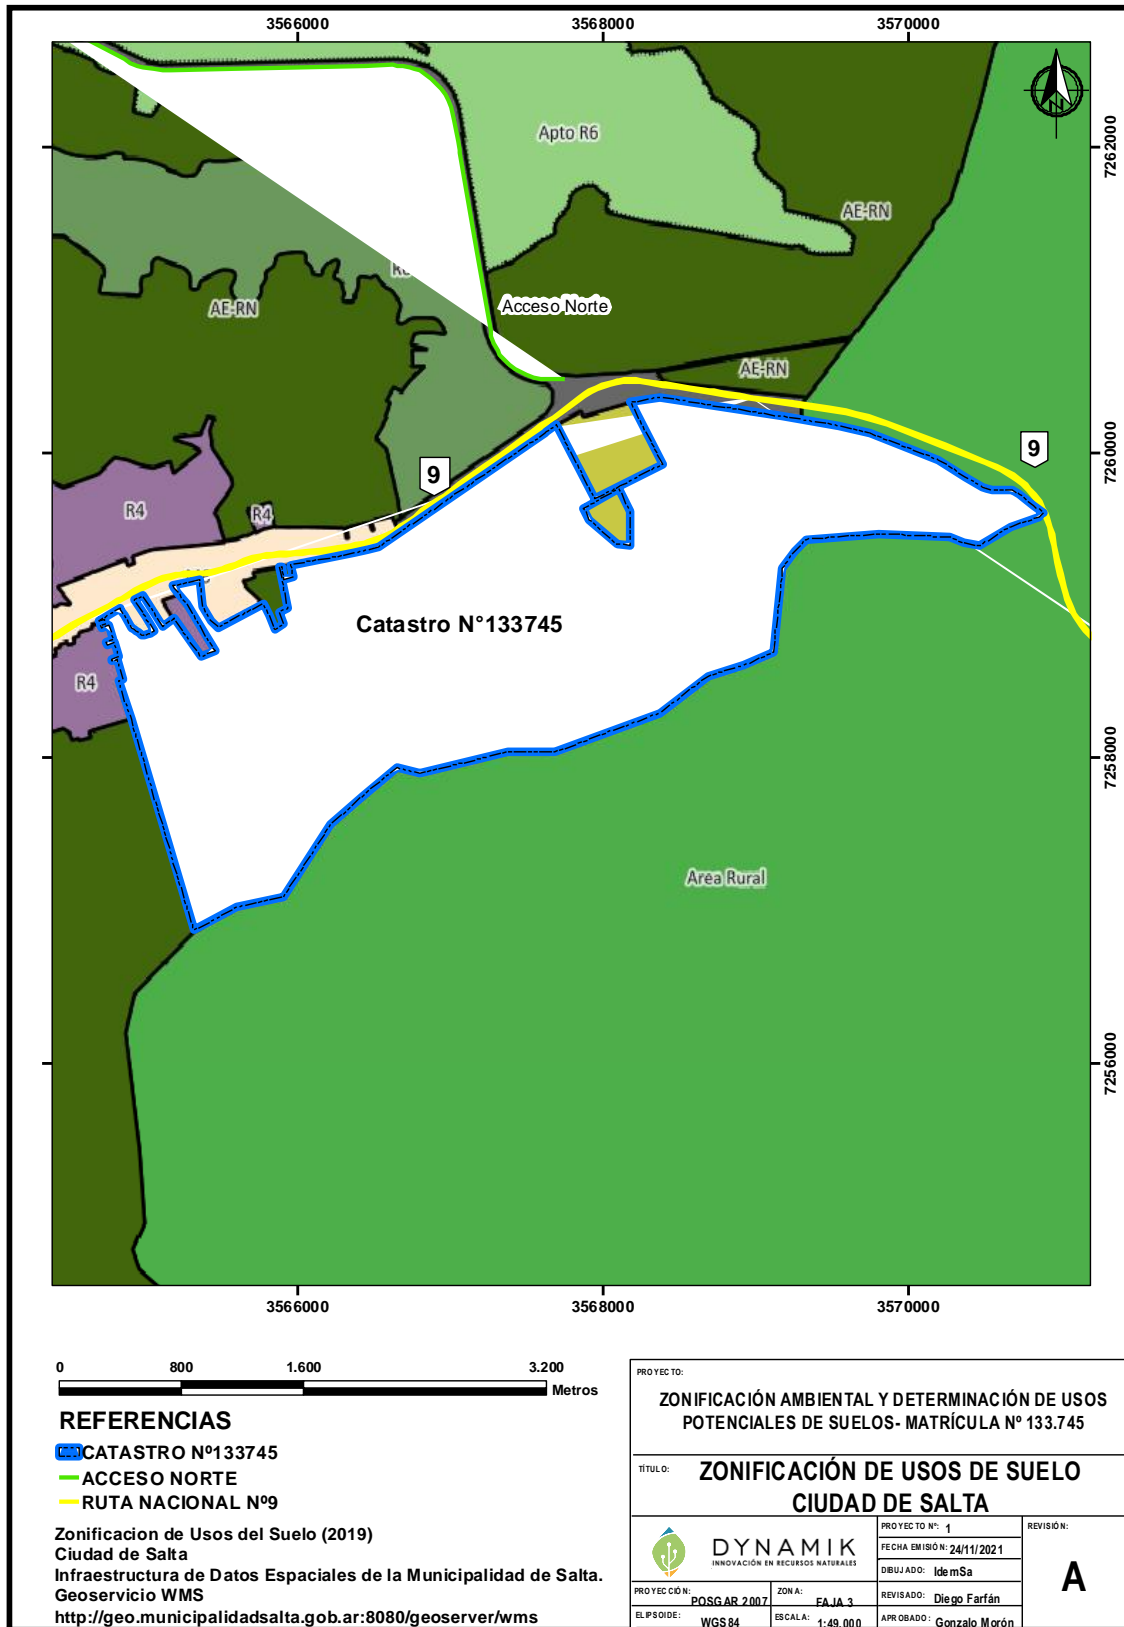 3566000 3568000 3570000
Apto R6
7262000
AE-RN
AE-RN
Acceso Norte
AE-RN
9
9
7260000
R4
R4
Catastro N°133745
R4
7258000
Area Rural
7256000
3566000 3568000 3570000
0 800 1.600 3.200
Metros
REFERENCIAS
CATASTRO Nº133745
ACCESO NORTE
RUTA NACIONAL Nº9
Zonificacion de Usos del Suelo (2019)
Ciudad de Salta
Infraestructura de Datos Espaciales de la Municipalidad de Salta.
Geoservicio WMS
http://geo.municipalidadsalta.gob.ar:8080/geoserver/wms
PROYECTO:
ZONIFICACIÓN AMBIENTAL Y DETERMINACIÓN DE USOS
POTENCIALES DE SUELOS- MATRÍCULA Nº 133.745
TÍTULO: ZONIFICACIÓN DE USOS DE SUELO
CIUDAD DE SALTA
DYNAMIK
INNOVACIÓN EN RECURSOS NATURALES
PROYECTO Nº: 1
FECHA EMISIÓN: 24/11/2021
DIBUJADO: IdemSa
REVISADO: Diego Farfán
APROBADO: Gonzalo Morón
REVISIÓN:
A
PROYECCIÓN: POSGAR 2007
ZONA: FAJA 3
ELIPSOIDE: WGS84
ESCALA: 1:49.000
N